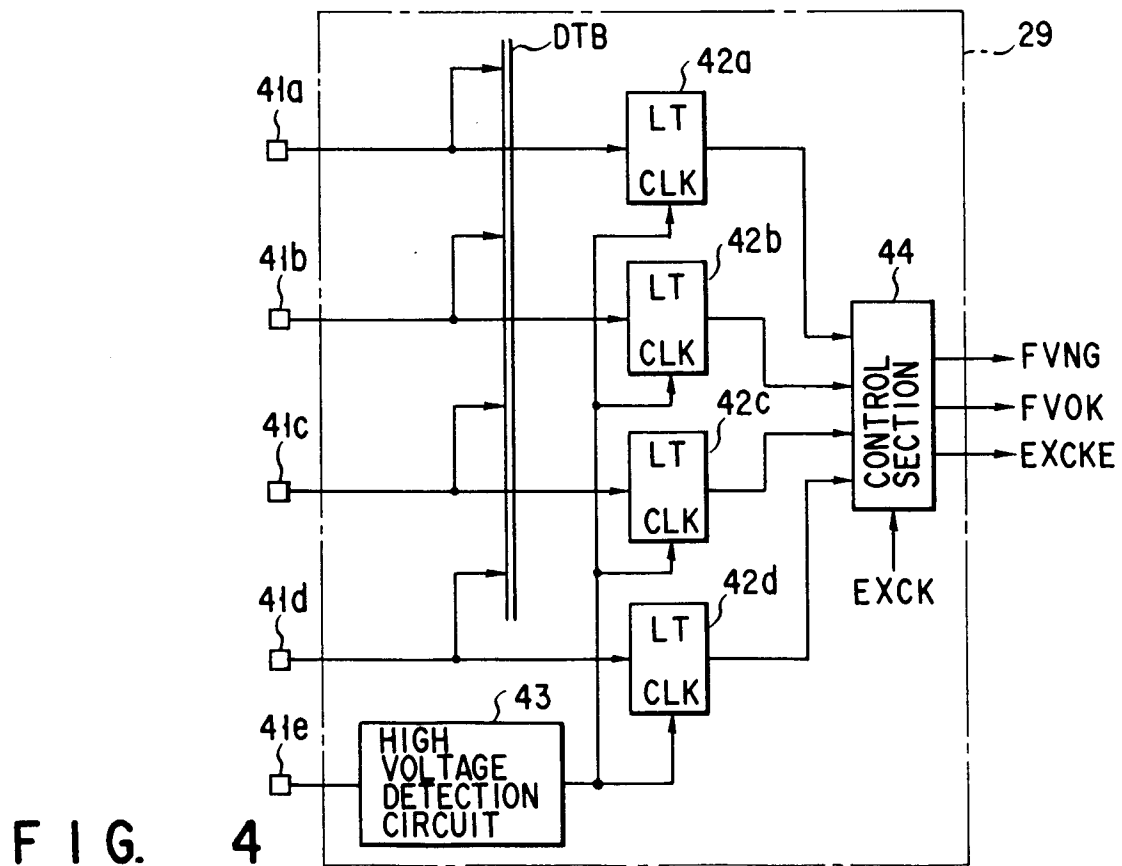 DTB
29
42a
41a
LT
CLK
42b
41b
LT
CLK
44
42c
41c
LT
CLK
CONTROL
SECTION
FVNG
FVOK
EXCKE
EXCK
42d
41d
LT
CLK
43
41e
HIGH
VOLTAGE
DETECTION
CIRCUIT
FIG. 4